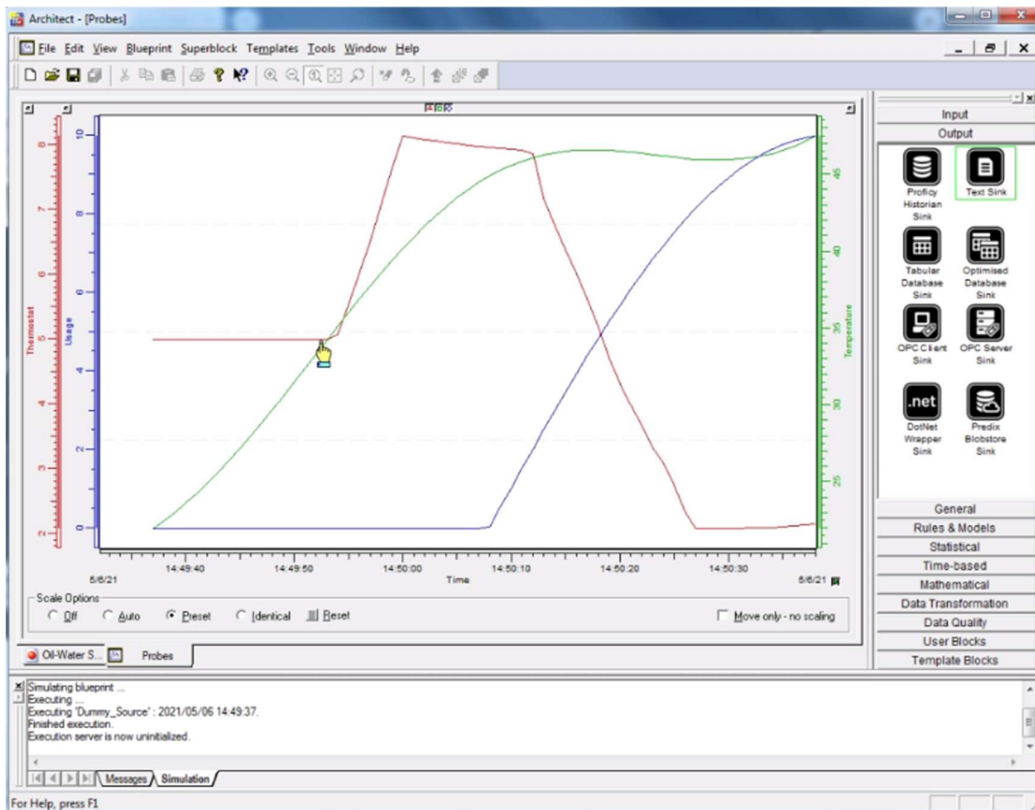 Architect - [Probes]
File Edit View Blueprint Superblock Templates Tools Window Help
Input
Output
Proficy
Historian
Sink
Text Sink
Tabular
Database
Sink
Optimised
Database
Sink
OPC Client
Sink
OPC Server
Sink
.net
DotNet
Wrapper
Sink
Predix
Blobstore
Sink
General
Rules & Models
Statistical
Time-based
Mathematical
Data Transformation
Data Quality
User Blocks
Template Blocks
Thermostat
8
7
6
5
4
3
2
Usage
10
8
6
4
2
0
Temperature
45
40
35
30
25
14:49:40 14:49:50 14:50:00 14:50:10 14:50:20 14:50:30
5/6/21 Time 5/6/21
Scale Options
Off Auto Preset Identical Reset Move only - no scaling
Oil-Water S... Probes
Simulating blueprint ...
Executing ...
Executing 'Dummy_Source' : 2021/05/06 14:49:37.
Finished execution.
Execution server is now uninitialized.
Messages Simulation
For Help, press F1